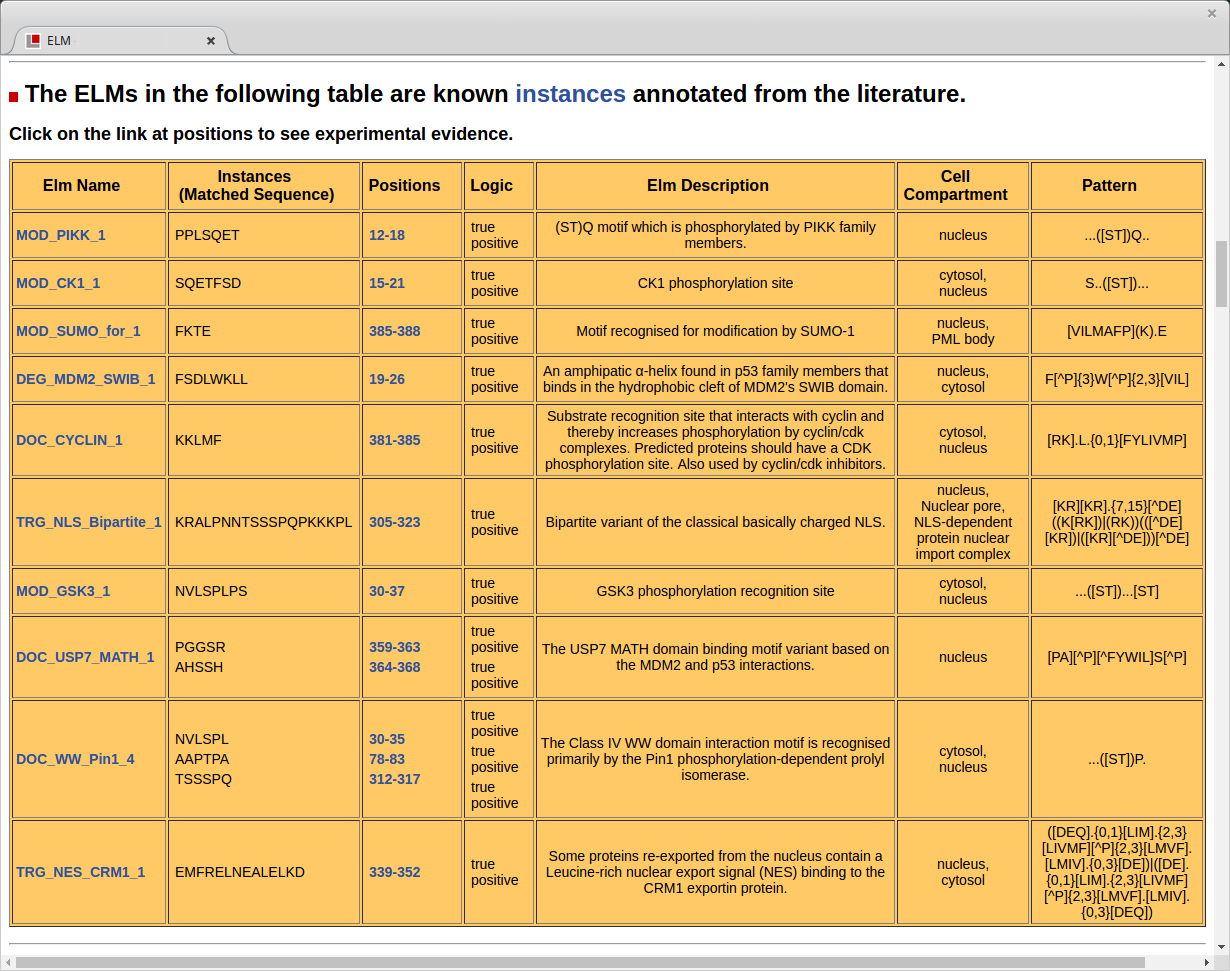 ELM
The ELMs in the following table are known instances annotated from the literature.
Click on the link at positions to see experimental evidence.
Elm Name
Instances
(Matched Sequence)
Positions
Logic
Elm Description
Cell
Compartment
Pattern
MOD_PIKK_1
PPLSQET
12-18
true
positive
(ST)Q motif which is phosphorylated by PIKK family
members.
nucleus
...([ST])Q..
MOD_CK1_1
SQETFSD
15-21
true
positive
CK1 phosphorylation site
cytosol,
nucleus
S..([ST])...
MOD_SUMO_for_1
FKTE
385-388
true
positive
Motif recognised for modification by SUMO-1
nucleus,
PML body
[VILMAFP](K).E
DEG_MDM2_SWIB_1
FSDLWKLL
19-26
true
positive
An amphipatic α-helix found in p53 family members that
binds in the hydrophobic cleft of MDM2's SWIB domain.
nucleus,
cytosol
F[^P]{3}W[^P]{2,3}[VIL]
DOC_CYCLIN_1
KKLMF
381-385
true
positive
Substrate recognition site that interacts with cyclin and
thereby increases phosphorylation by cyclin/cdk
complexes. Predicted proteins should have a CDK
phosphorylation site. Also used by cyclin/cdk inhibitors.
cytosol,
nucleus
[RK].L.{0,1}[FYLIVMP]
TRG_NLS_Bipartite_1
KRALPNNTSSSPQPKKKPL
305-323
true
positive
Bipartite variant of the classical basically charged NLS.
nucleus,
Nuclear pore,
NLS-dependent
protein nuclear
import complex
[KR][KR].{7,15}[^DE]
((K[RK])|(RK))(([^DE]
[KR])|([KR][^DE]))[^DE]
MOD_GSK3_1
NVLSPLPS
30-37
true
positive
GSK3 phosphorylation recognition site
cytosol,
nucleus
...([ST])...[ST]
DOC_USP7_MATH_1
PGGSR
AHSSH
359-363
364-368
true
positive
true
positive
The USP7 MATH domain binding motif variant based on
the MDM2 and p53 interactions.
nucleus
[PA][^P][^FYWIL]S[^P]
DOC_WW_Pin1_4
NVLSPL
AAPTPA
TSSSPQ
30-35
78-83
312-317
true
positive
true
positive
true
positive
The Class IV WW domain interaction motif is recognised
primarily by the Pin1 phosphorylation-dependent prolyl
isomerase.
cytosol,
nucleus
...([ST])P.
TRG_NES_CRM1_1
EMFRELNEALELKD
339-352
true
positive
Some proteins re-exported from the nucleus contain a
Leucine-rich nuclear export signal (NES) binding to the
CRM1 exportin protein.
nucleus,
cytosol
([DEQ].{0,1}[LIM].{2,3}
[LIVMF][^P]{2,3}[LMVF].
[LMIV].{0,3}[DE])|([DE].
{0,1}[LIM].{2,3}[LIVMF]
[^P]{2,3}[LMVF].[LMIV].
{0,3}[DEQ])